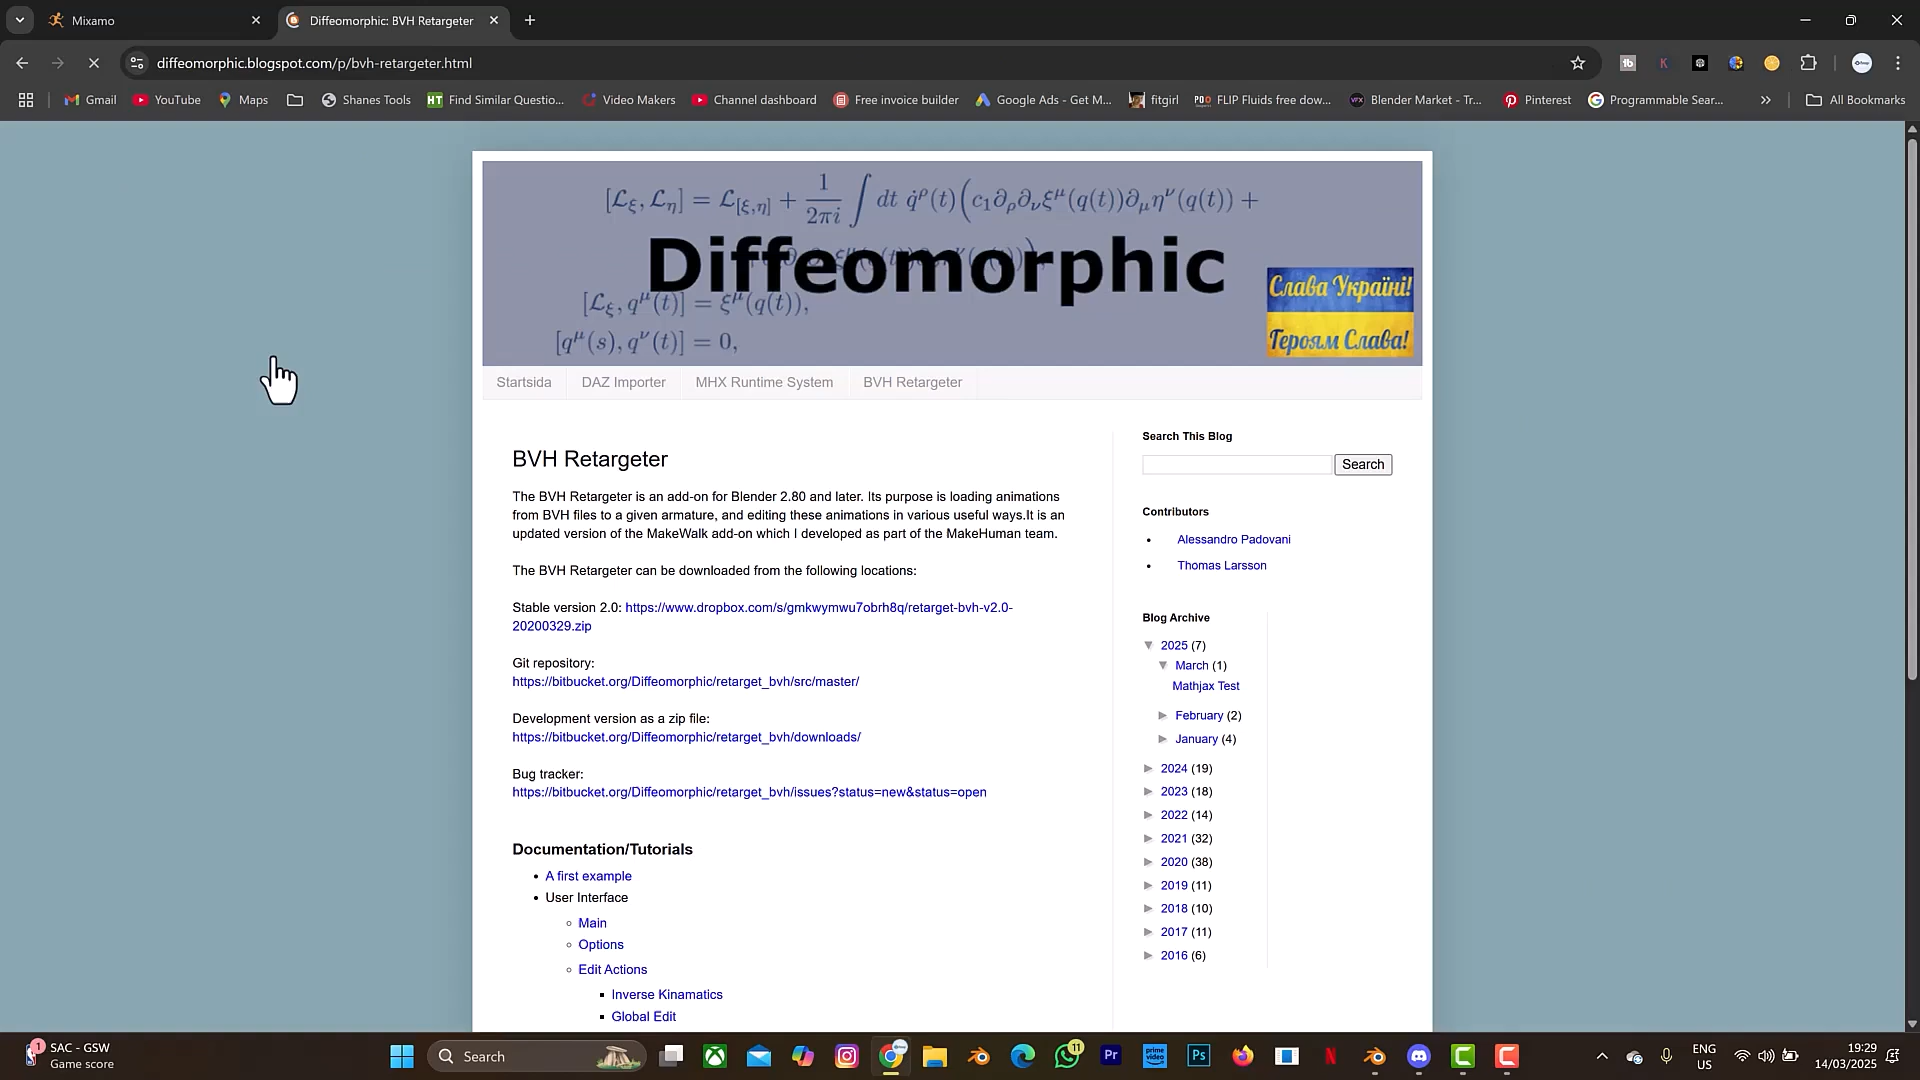 Mixamo
Diffeomorphic: BVH Retargeter
diffeomorphic.blogspot.com/p/bvh-retargeter.html
Gmail
YouTube
Maps
Shanes Tools
HT Find Similar Questio...
Video Makers
Channel dashboard
Free invoice builder
Google Ads - Get M...
fitgirl
FLIP Fluids free dow...
VFX Blender Market - Tr...
Pinterest
Programmable Sear...
All Bookmarks
Diffeomorphic
Слава Україні!
Героям Слава!
Startsida
DAZ Importer
MHX Runtime System
BVH Retargeter
BVH Retargeter
The BVH Retargeter is an add-on for Blender 2.80 and later. Its purpose is loading animations
from BVH files to a given armature, and editing these animations in various useful ways.It is an
updated version of the MakeWalk add-on which I developed as part of the MakeHuman team.
The BVH Retargeter can be downloaded from the following locations:
Stable version 2.0: https://www.dropbox.com/s/gmkwymwu7obrh8q/retarget-bvh-v2.0-
20200329.zip
Git repository:
https://bitbucket.org/Diffeomorphic/retarget_bvh/src/master/
Development version as a zip file:
https://bitbucket.org/Diffeomorphic/retarget_bvh/downloads/
Bug tracker:
https://bitbucket.org/Diffeomorphic/retarget_bvh/issues?status=new&status=open
Documentation/Tutorials
A first example
User Interface
Main
Options
Edit Actions
Inverse Kinamatics
Global Edit
Search This Blog
Search
Contributors
Alessandro Padovani
Thomas Larsson
Blog Archive
2025 (7)
March (1)
Mathjax Test
February (2)
January (4)
2024 (19)
2023 (18)
2022 (14)
2021 (32)
2020 (38)
2019 (11)
2018 (10)
2017 (11)
2016 (6)
1
SAC - GSW
Game score
Search
11
Pr
prime video
Ps
ENG
US
19:29
14/03/2025